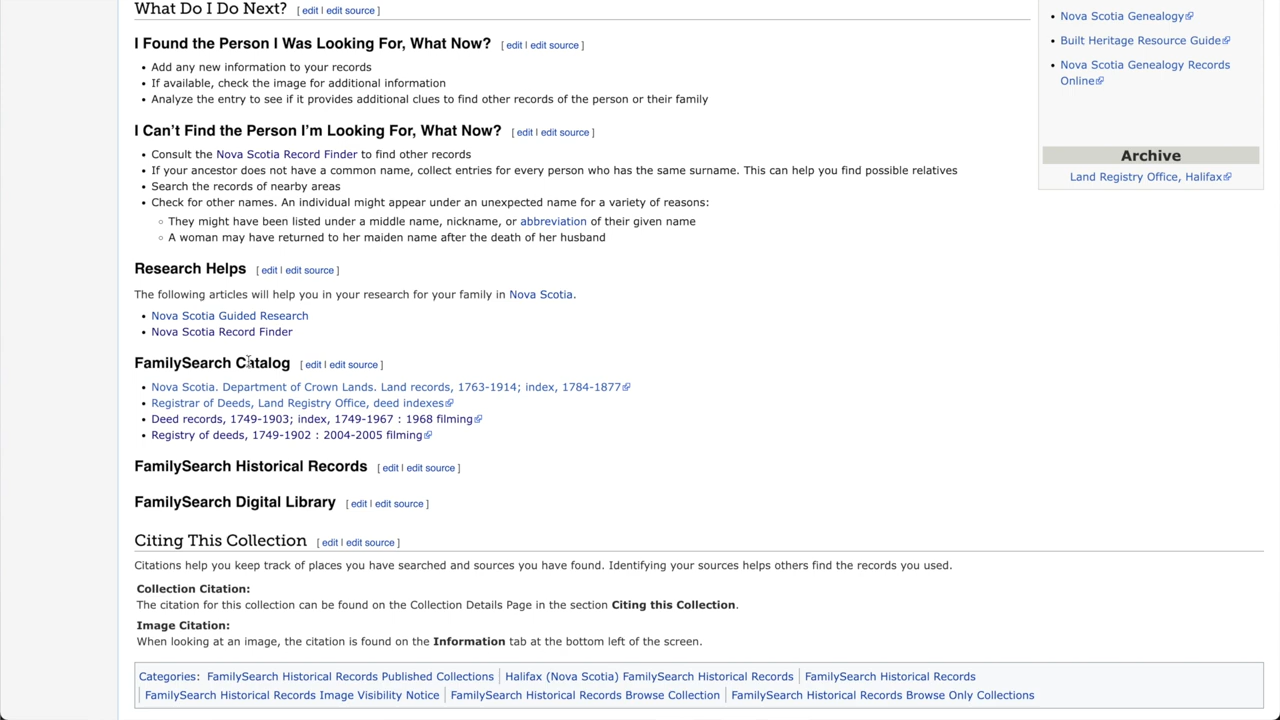 What Do I Do Next? [ edit | edit source ]
I Found the Person I Was Looking For, What Now? [ edit | edit source ]
• Add any new information to your records
• If available, check the image for additional information
• Analyze the entry to see if it provides additional clues to find other records of the person or their family
I Can't Find the Person I'm Looking For, What Now? [ edit | edit source ]
• Consult the Nova Scotia Record Finder to find other records
• If your ancestor does not have a common name, collect entries for every person who has the same surname. This can help you find possible relatives
• Search the records of nearby areas
• Check for other names. An individual might appear under an unexpected name for a variety of reasons:
◦ They might have been listed under a middle name, nickname, or abbreviation of their given name
◦ A woman may have returned to her maiden name after the death of her husband
Research Helps [ edit | edit source ]
The following articles will help you in your research for your family in Nova Scotia.
• Nova Scotia Guided Research
• Nova Scotia Record Finder
FamilySearch Catalog [ edit | edit source ]
• Nova Scotia. Department of Crown Lands. Land records, 1763-1914; index, 1784-1877
• Registrar of Deeds, Land Registry Office, deed indexes
• Deed records, 1749-1903; index, 1749-1967 : 1968 filming
• Registry of deeds, 1749-1902 : 2004-2005 filming
FamilySearch Historical Records [ edit | edit source ]
FamilySearch Digital Library [ edit | edit source ]
Citing This Collection [ edit | edit source ]
Citations help you keep track of places you have searched and sources you have found. Identifying your sources helps others find the records you used.
Collection Citation:
The citation for this collection can be found on the Collection Details Page in the section Citing this Collection.
Image Citation:
When looking at an image, the citation is found on the Information tab at the bottom left of the screen.
Categories: FamilySearch Historical Records Published Collections | Halifax (Nova Scotia) FamilySearch Historical Records | FamilySearch Historical Records
| FamilySearch Historical Records Image Visibility Notice | FamilySearch Historical Records Browse Collection | FamilySearch Historical Records Browse Only Collections
• Nova Scotia Genealogy
• Built Heritage Resource Guide
• Nova Scotia Genealogy Records
Online
Archive
Land Registry Office, Halifax